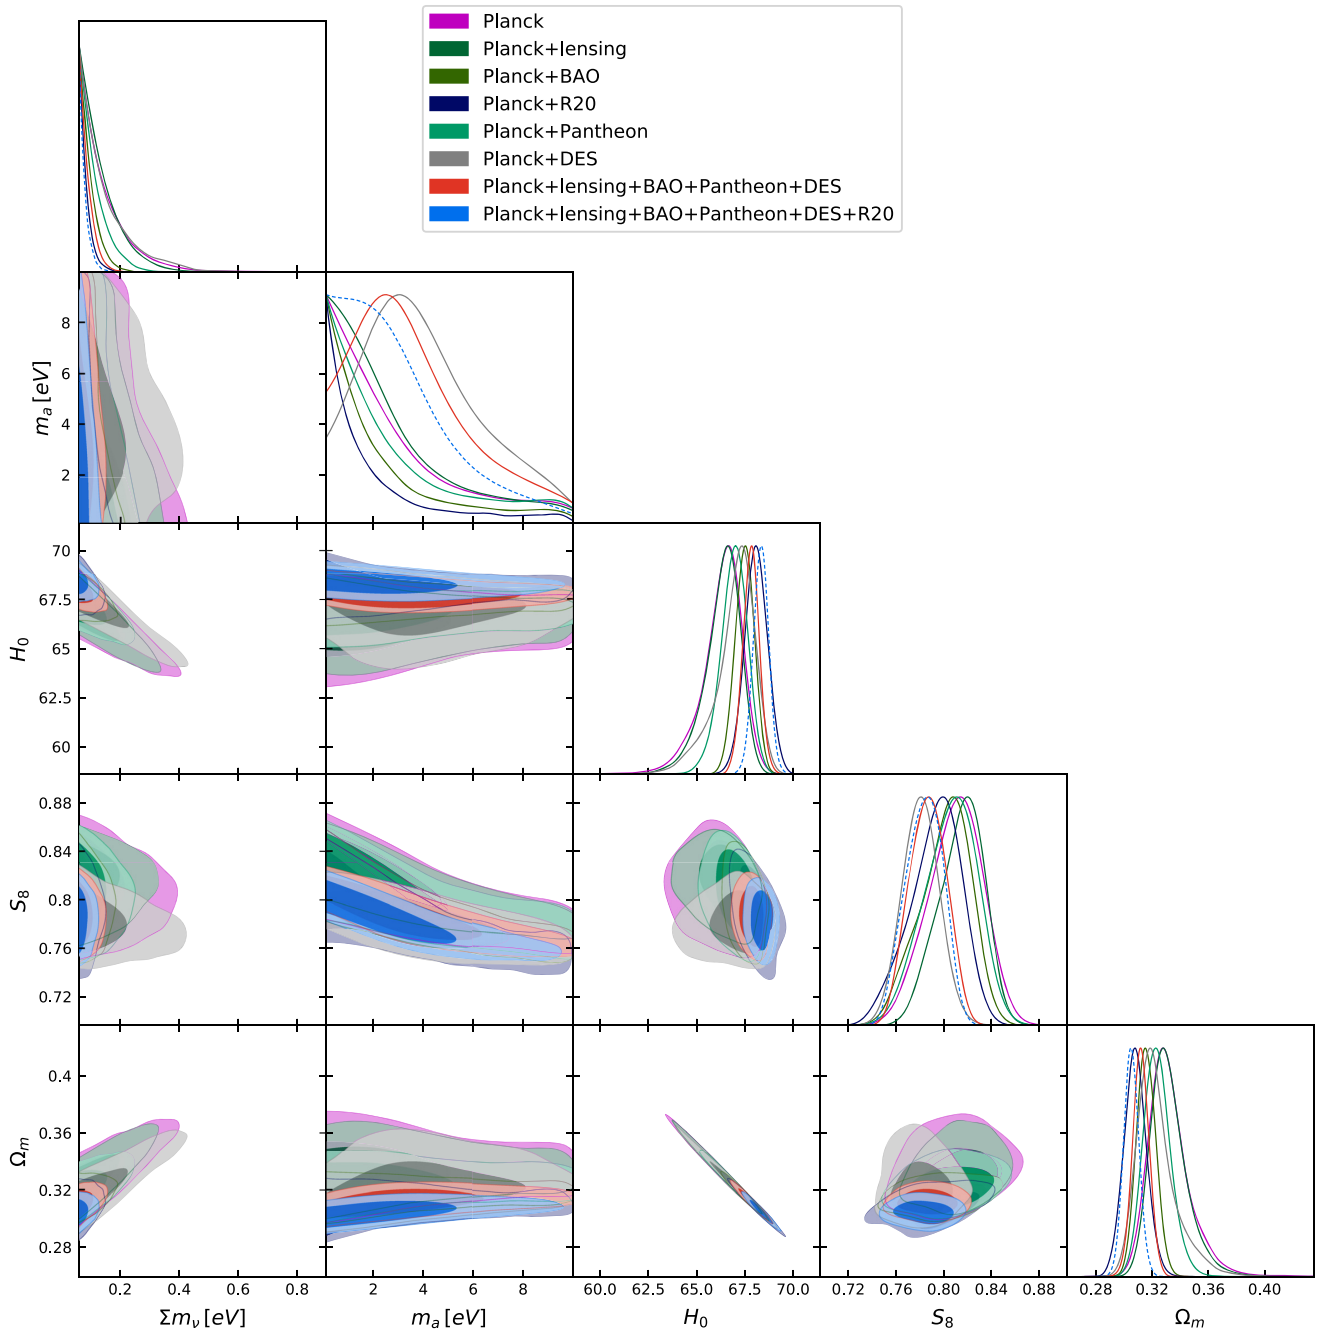 Planck
Planck+lensing
Planck+BAO
Planck+R20
Planck+Pantheon
Planck+DES
Planck+lensing+BAO+Pantheon+DES
Planck+lensing+BAO+Pantheon+DES+R20
8
6
4
2
m_a [eV]
70
67.5
65
62.5
60
H_0
0.88
0.84
0.8
0.76
0.72
S_8
0.4
0.36
0.32
0.28
Ω_m
0.2 0.4 0.6 0.8
2 4 6 8
60.0 62.5 65.0 67.5 70.0
0.72 0.76 0.80 0.84 0.88
0.28 0.32 0.36 0.40
Σm_ν [eV]
m_a [eV]
H_0
S_8
Ω_m